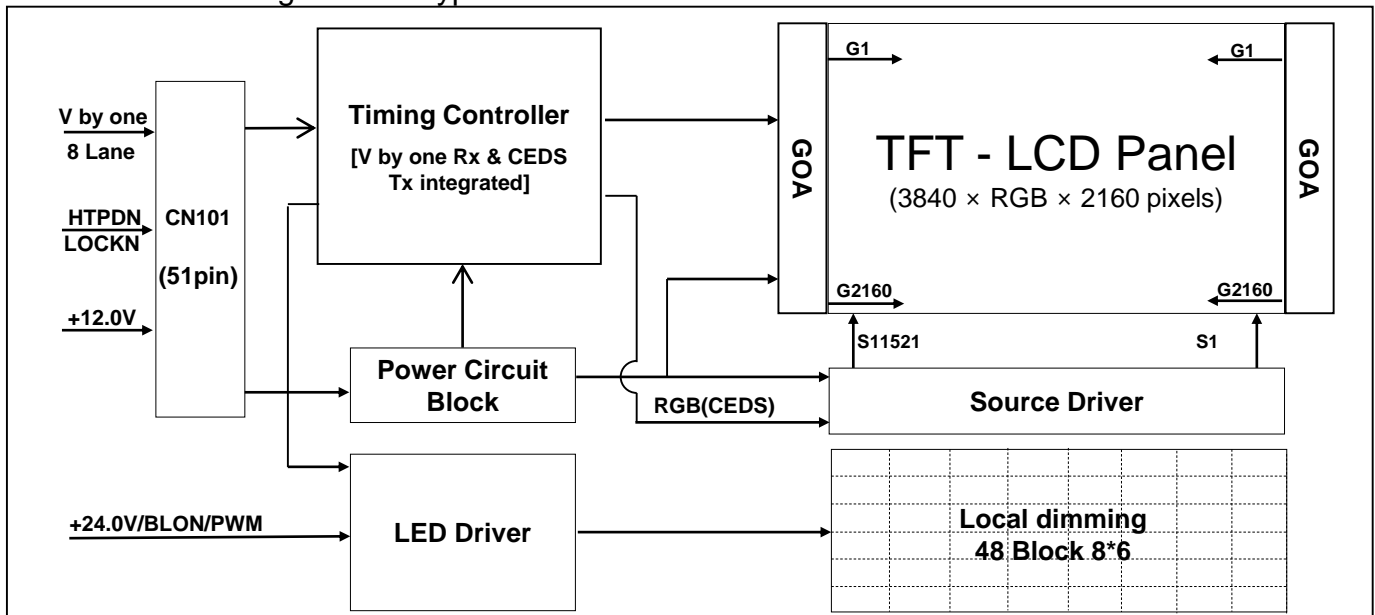 V by one
8 Lane
HTPDN
LOCKN
+12.0V
CN101
(51pin)
Timing Controller
[V by one Rx & CEDS
Tx integrated]
Power Circuit
Block
RGB(CEDS)
GOA
G1
G2160
TFT - LCD Panel
(3840 × RGB × 2160 pixels)
G1
G2160
GOA
S11521
S1
Source Driver
+24.0V/BLON/PWM
LED Driver
Local dimming
48 Block 8*6